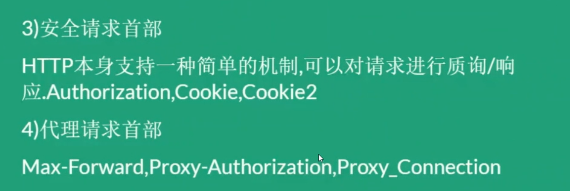 3)安全请求首部
HTTP本身支持一种简单的机制,可以对请求进行质询/响
应.Authorization,Cookie,Cookie2
4)代理请求首部
Max-Forward,Proxy-Authorization,Proxy_Connection